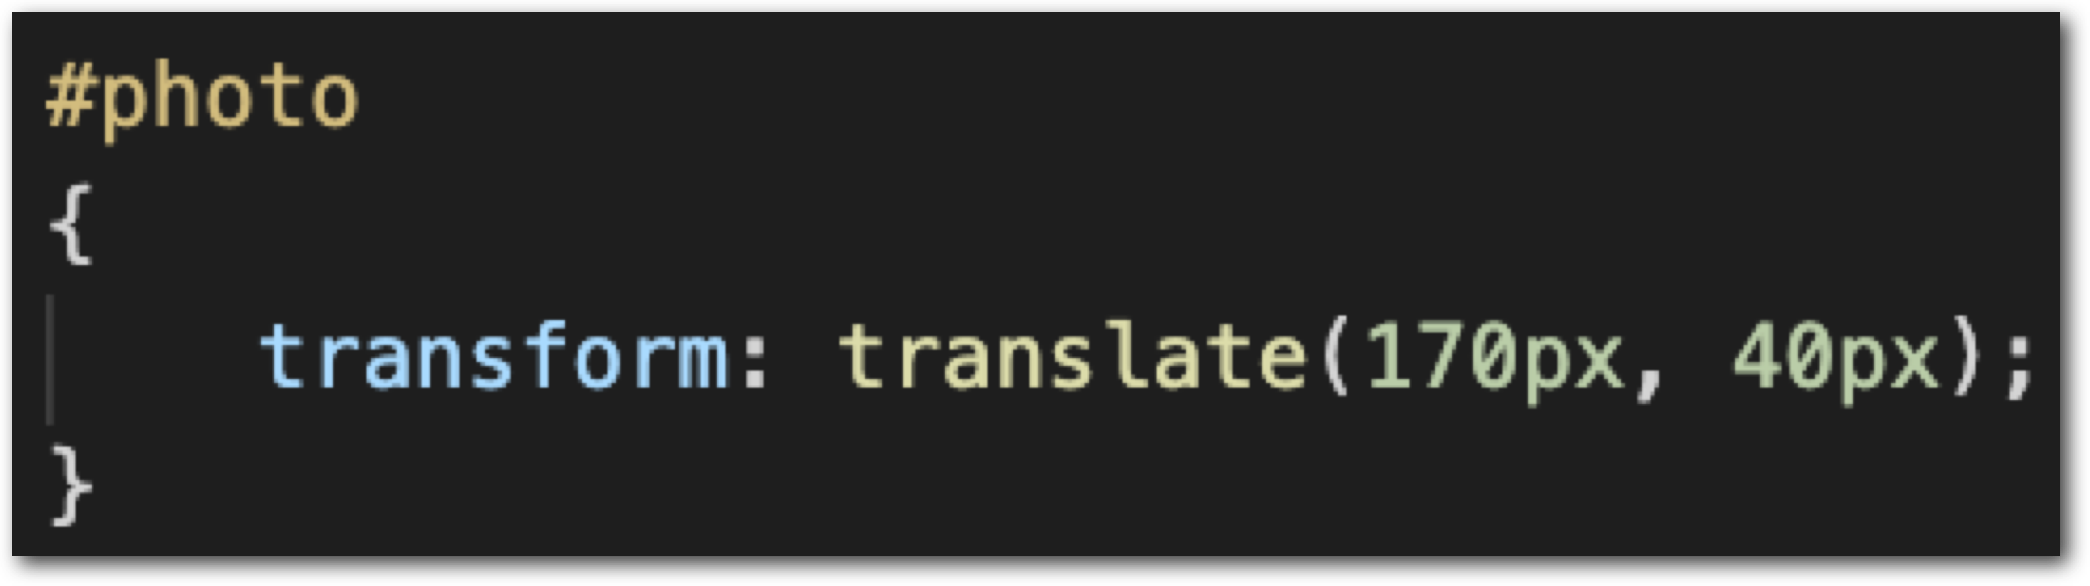 #photo
{
    transform: translate(170px, 40px);
}